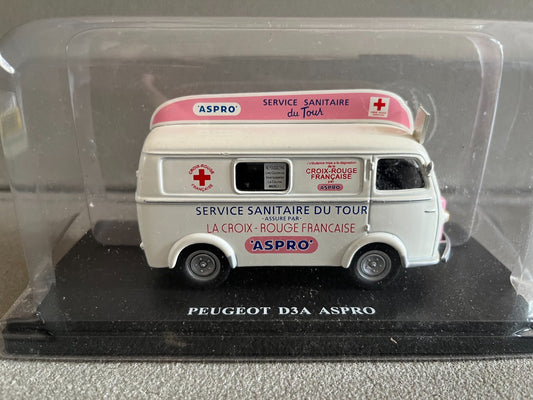 'ASPRO' SERVICE SANITAIRE
du Tour
CROIX-ROUGE
FRANÇAISE
CROIX-ROUGE
FRANÇAISE
ASPRO
SERVICE SANITAIRE DU TOUR
- ASSURE PAR -
LA CROIX - ROUGE FRANCAISE
'ASPRO'
PEUGEOT D3A ASPRO